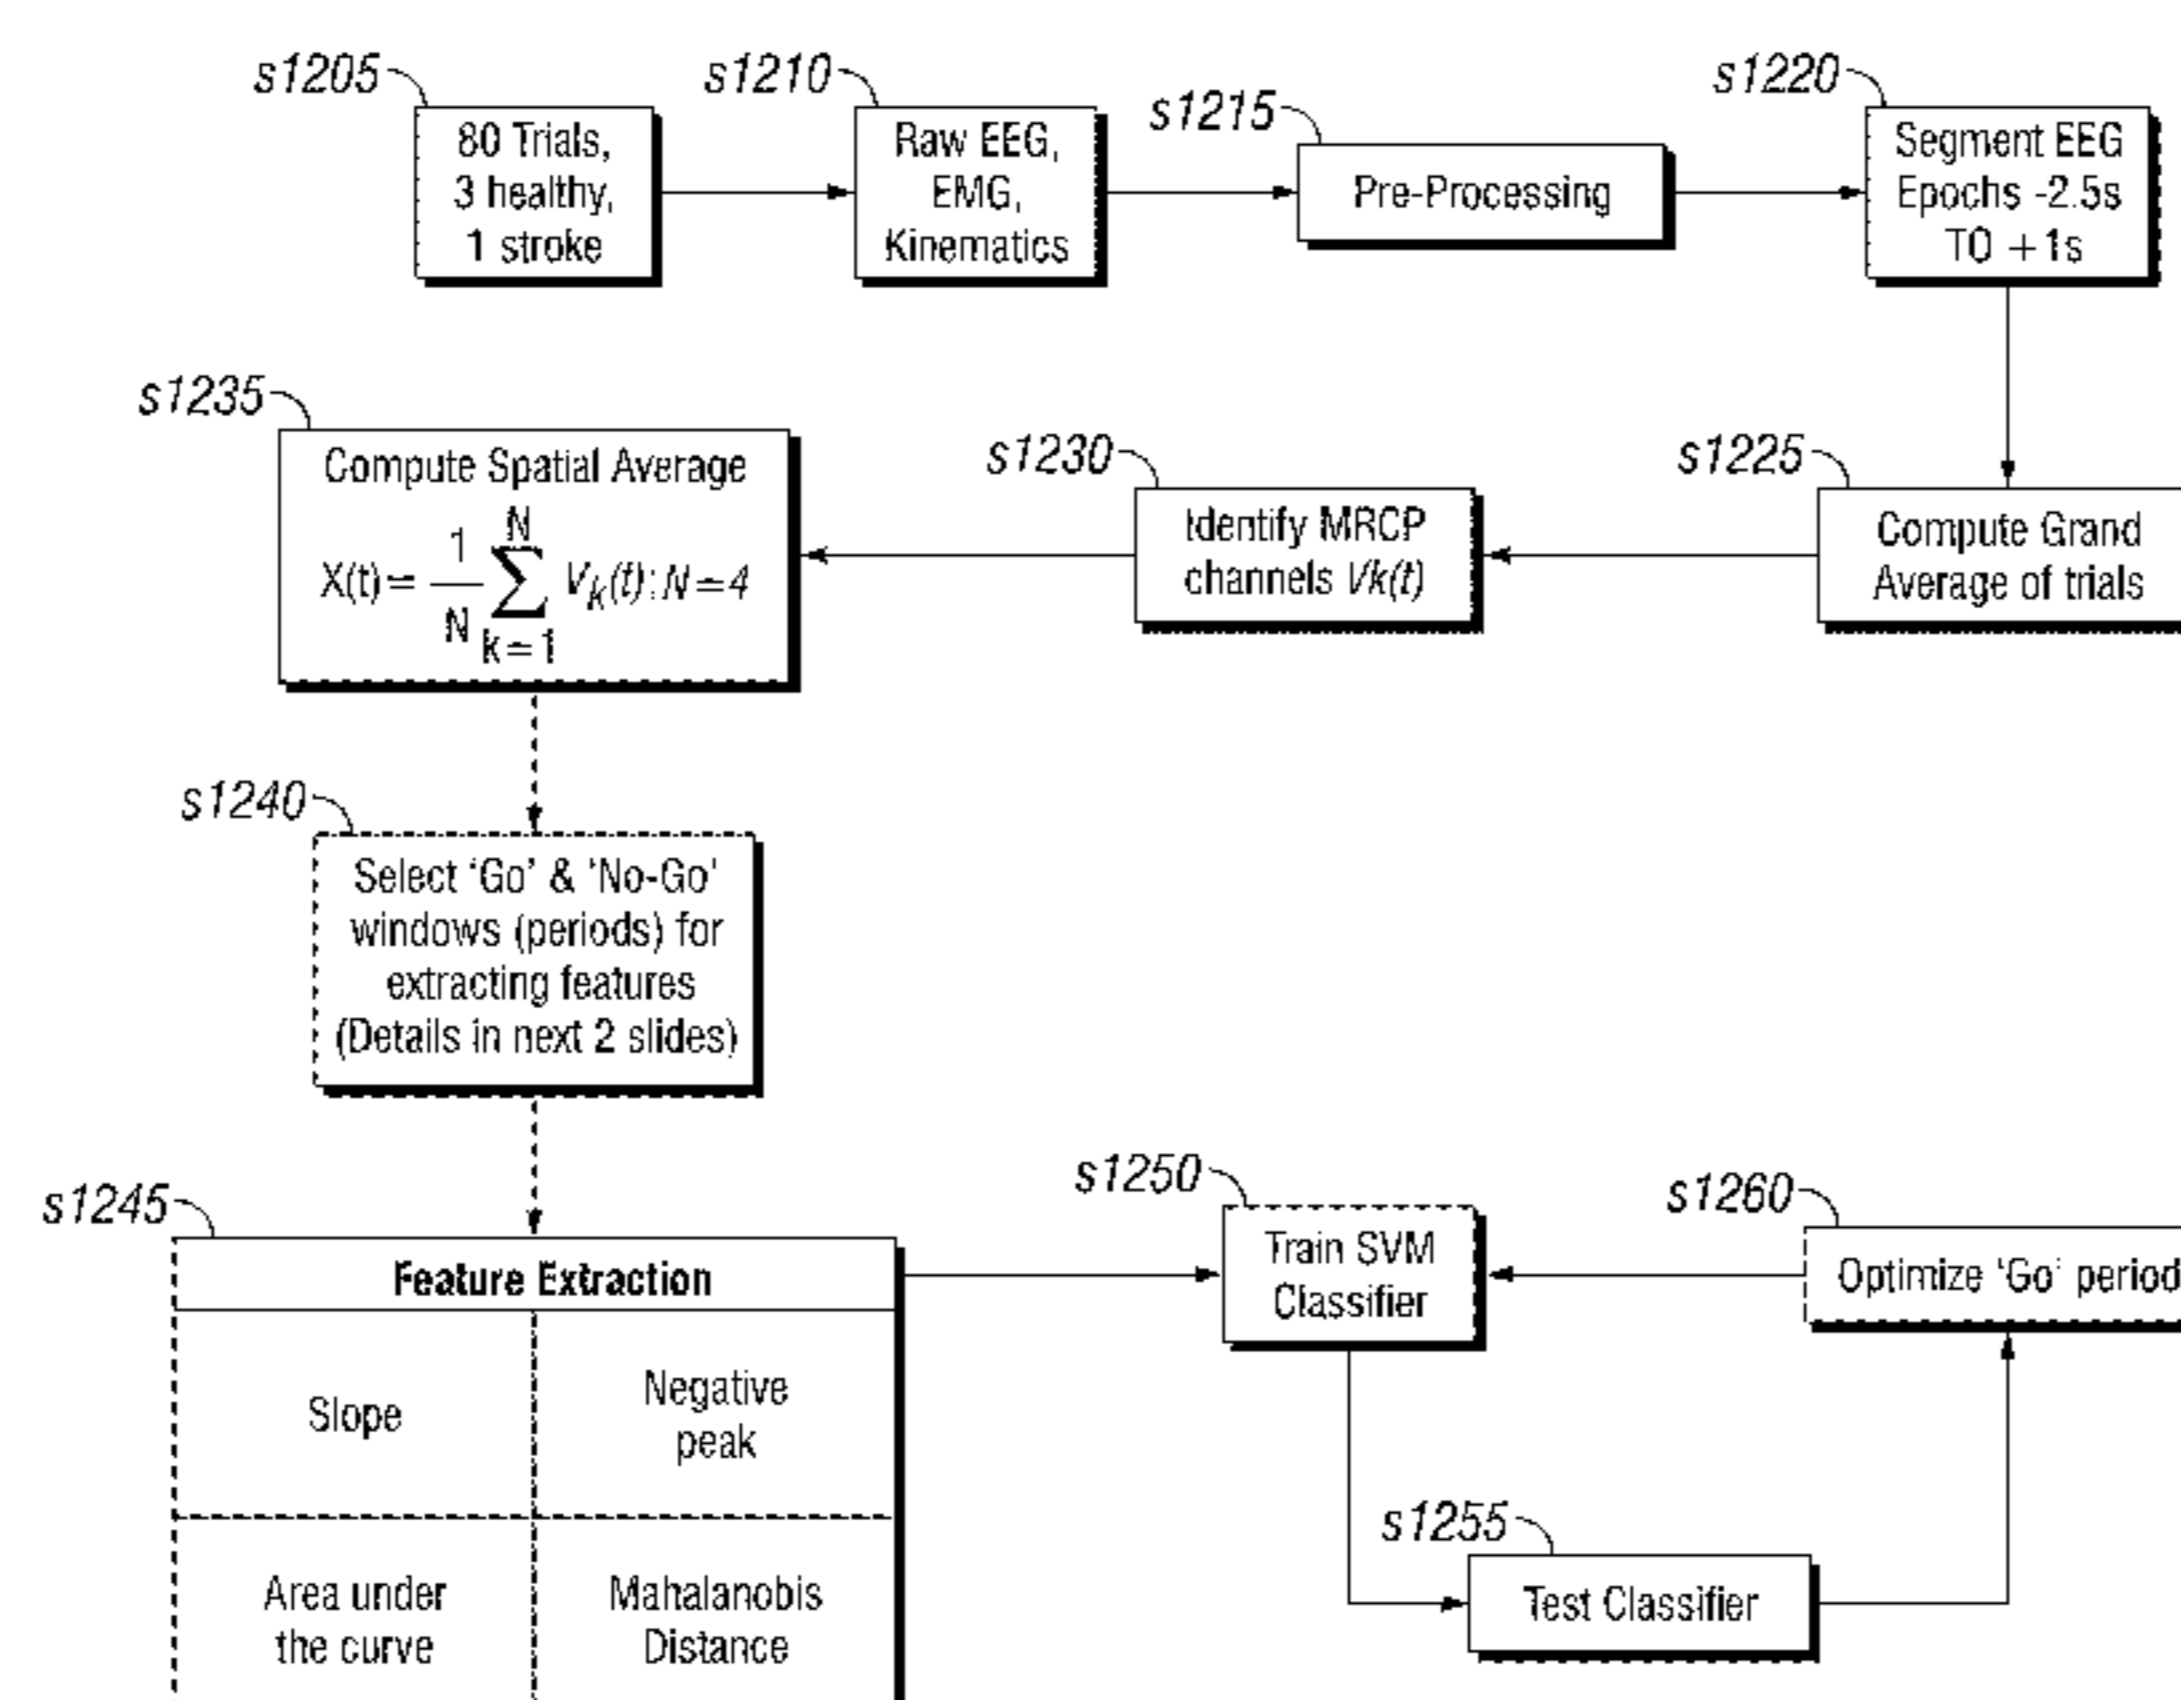 s1205
80 Trials,
3 healthy,
1 stroke
s1210
Raw EEG,
EMG,
Kinematics
s1215
Pre-Processing
s1220
Segment EEG
Epochs -2.5s
TO +1s
s1235
Compute Spatial Average
X(t)= 1/N N∑k=1 Vk(t); N=4
s1230
Identify MRCP
channels Vk(t)
s1225
Compute Grand
Average of trials
s1240
Select ‘Go’ & ‘No-Go’
windows (periods) for
extracting features
(Details in next 2 slides)
s1245
Feature Extraction
Slope
Negative
peak
Area under
the curve
Mahalanobis
Distance
s1250
Train SVM
Classifier
s1260
Optimize ‘Go’ period
s1255
Test Classifier